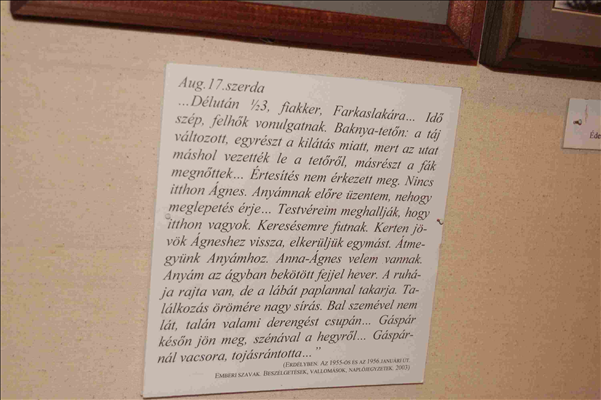 Aug.17.szerda
...Délután ½3, fiakker, Farkaslakára... Idő
szép, felhők vonulgatnak. Baknya-tetőn: a táj
változott, egyrészt a kilátás miatt, mert az utat
máshol vezették le a tetőről, másrészt a fák
megnőttek... Értesítés nem érkezett meg. Nincs
itthon Ágnes. Anyámnak előre üzentem, nehogy
meglepetés érje... Testvéreim meghallják, hogy
itthon vagyok. Keresésemre futnak. Kerten jö-
vök Ágneshez vissza, elkerüljük egymást. Átme-
gyünk Anyámhoz. Anna-Ágnes velem vannak.
Anyám az ágyban bekötött fejjel hever. A ruhá-
ja rajta van, de a lábát paplannal takarja. Ta-
lálkozás örömére nagy sírás. Bal szemével nem
lát, talán valami derengést csupán... Gáspár
későn jön meg, szénával a hegyről... Gáspár-
nál vacsora, tojásrántotta..."
(Erdélyben. Az 1955-ös és az 1956 januári út.
Emberi szavak. Beszélgetések, vallomások, naplójegyzetek, 2003)
Éde